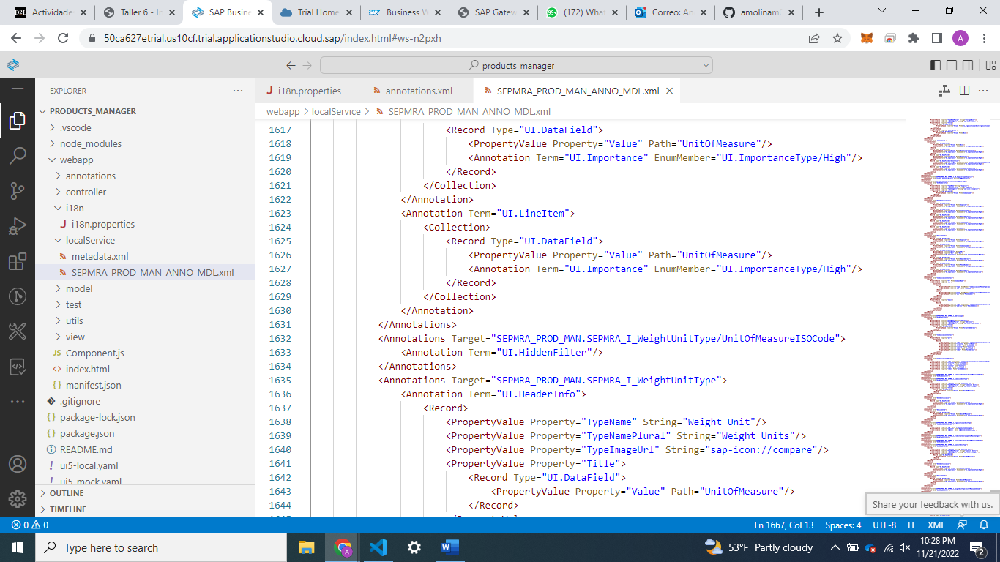 Actividade
Taller 6 - I
SAP Busine
Trial Home
Business W
SAP Gatew
(172) What
Correo: An
amolinam
50ca627etrial.us10cf.trial.applicationstudio.cloud.sap/index.html#ws-n2pxh
products_manager
EXPLORER
PRODUCTS_MANAGER
.vscode
node_modules
webapp
annotations
controller
i18n
i18n.properties
localService
metadata.xml
SEPMRA_PROD_MAN_ANNO_MDL.xml
model
test
utils
view
Component.js
index.html
manifest.json
.gitignore
package-lock.json
package.json
README.md
ui5-local.yaml
ui5-mock.yaml
OUTLINE
TIMELINE
i18n.properties
annotations.xml
SEPMRA_PROD_MAN_ANNO_MDL.xml
webapp > localService > SEPMRA_PROD_MAN_ANNO_MDL.xml
1617 <Record Type="UI.DataField">
1618 <PropertyValue Property="Value" Path="UnitOfMeasure"/>
1619 <Annotation Term="UI.Importance" EnumMember="UI.ImportanceType/High"/>
1620 </Record>
1621 </Collection>
1622 </Annotation>
1623 <Annotation Term="UI.LineItem">
1624 <Collection>
1625 <Record Type="UI.DataField">
1626 <PropertyValue Property="Value" Path="UnitOfMeasure"/>
1627 <Annotation Term="UI.Importance" EnumMember="UI.ImportanceType/High"/>
1628 </Record>
1629 </Collection>
1630 </Annotation>
1631 </Annotations>
1632 <Annotations Target="SEPMRA_PROD_MAN.SEPMRA_I_WeightUnitType/UnitOfMeasureISOCode">
1633 <Annotation Term="UI.HiddenFilter"/>
1634 </Annotations>
1635 <Annotations Target="SEPMRA_PROD_MAN.SEPMRA_I_WeightUnitType">
1636 <Annotation Term="UI.HeaderInfo">
1637 <Record>
1638 <PropertyValue Property="TypeName" String="Weight Unit"/>
1639 <PropertyValue Property="TypeNamePlural" String="Weight Units"/>
1640 <PropertyValue Property="TypeImageUrl" String="sap-icon://compare"/>
1641 <PropertyValue Property="Title">
1642 <Record Type="UI.DataField">
1643 <PropertyValue Property="Value" Path="UnitOfMeasure"/>
1644 </Record>
Share your feedback with us.
0 0
Ln 1667, Col 13 Spaces: 4 UTF-8 LF XML
Type here to search
53°F Partly cloudy
10:28 PM
11/21/2022
2